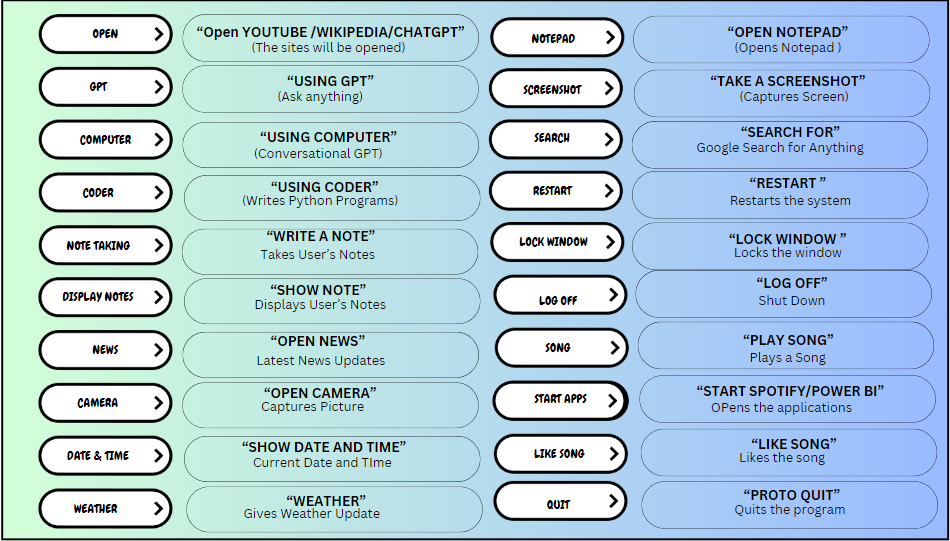 OPEN
“Open YOUTUBE /WIKIPEDIA/CHATGPT”
(The sites will be opened)
GPT
“USING GPT”
(Ask anything)
COMPUTER
“USING COMPUTER”
(Conversational GPT)
CODER
“USING CODER”
(Writes Python Programs)
NOTE TAKING
“WRITE A NOTE”
Takes User’s Notes
DISPLAY NOTES
“SHOW NOTE”
Displays User’s Notes
NEWS
“OPEN NEWS”
Latest News Updates
CAMERA
“OPEN CAMERA”
Captures Picture
DATE & TIME
“SHOW DATE AND TIME”
Current Date and TIme
WEATHER
“WEATHER”
Gives Weather Update
NOTEPAD
“OPEN NOTEPAD”
(Opens Notepad )
SCREENSHOT
“TAKE A SCREENSHOT”
(Captures Screen)
SEARCH
“SEARCH FOR”
Google Search for Anything
RESTART
“RESTART ”
Restarts the system
LOCK WINDOW
“LOCK WINDOW ”
Locks the window
LOG OFF
“LOG OFF”
Shut Down
SONG
“PLAY SONG”
Plays a Song
START APPS
“START SPOTIFY/POWER BI”
OPens the applications
LIKE SONG
“LIKE SONG”
Likes the song
QUIT
“PROTO QUIT”
Quits the program